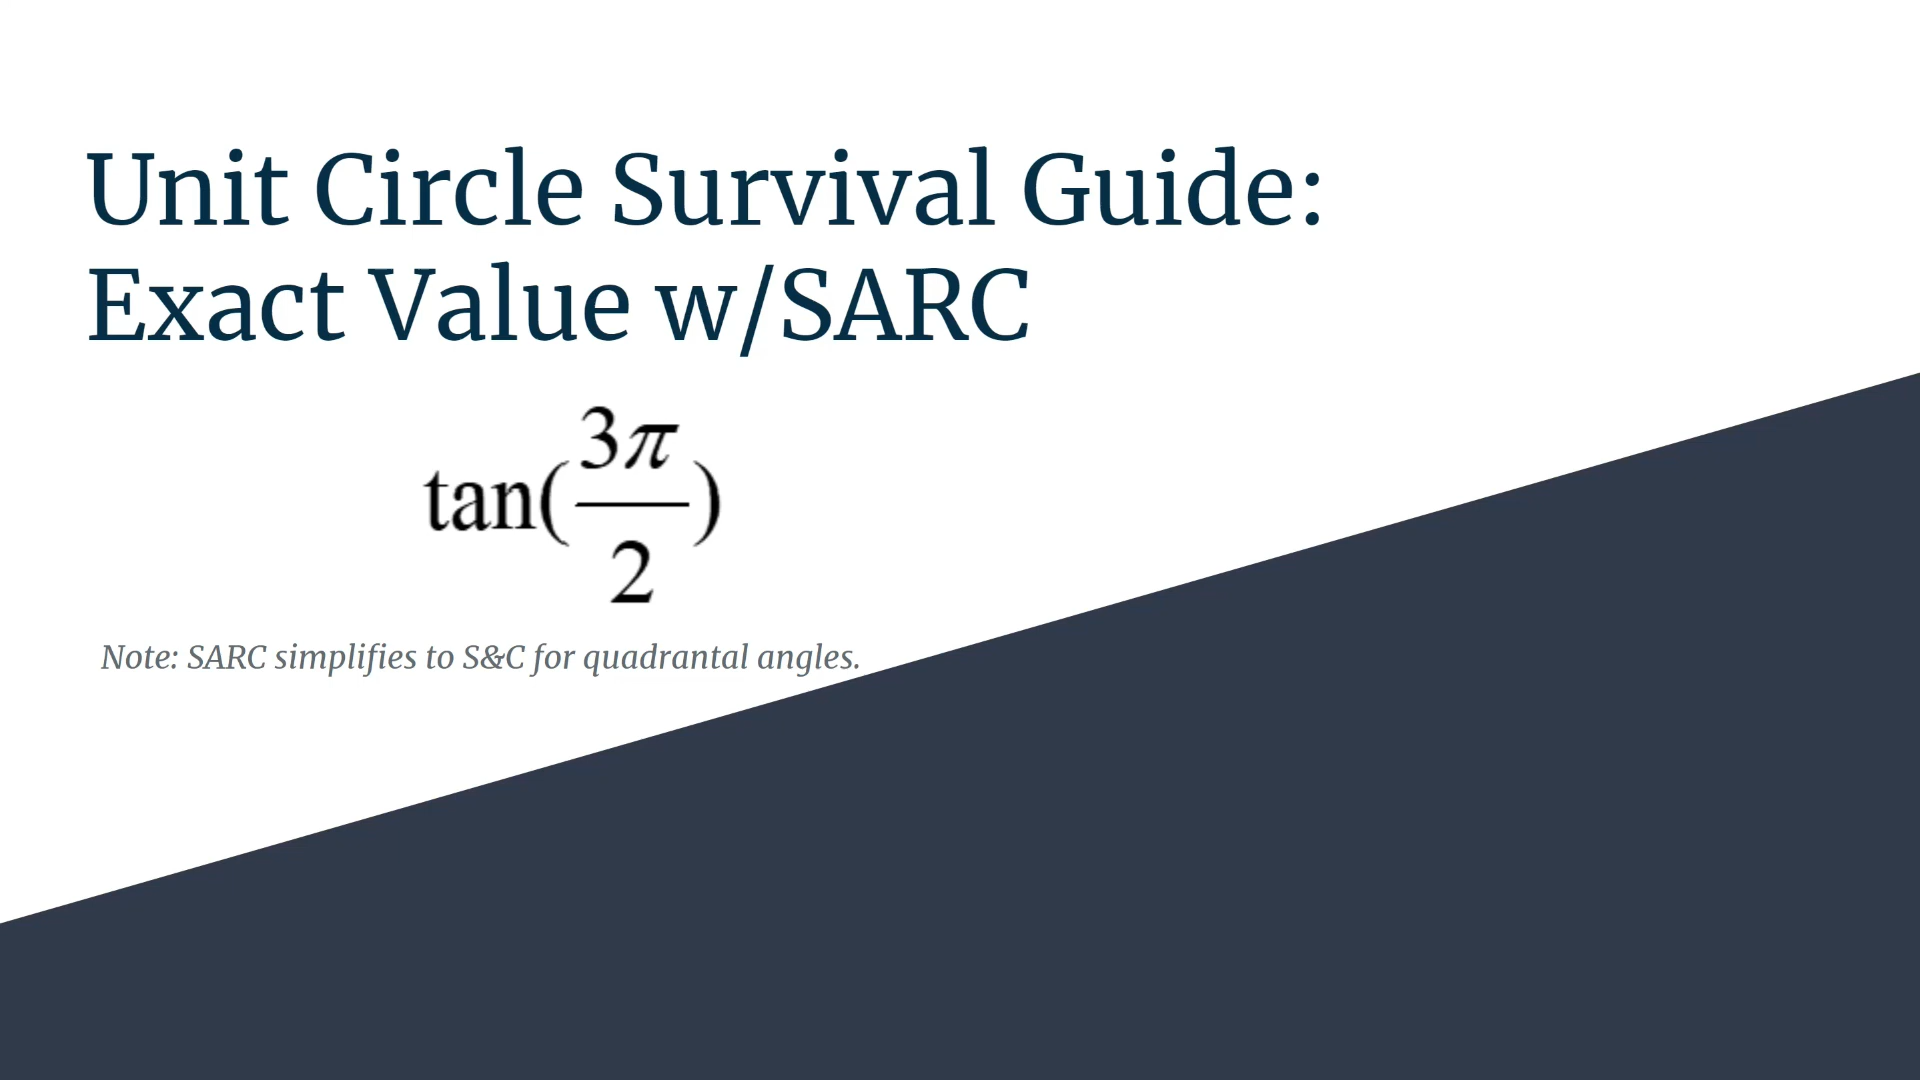 Unit Circle Survival Guide:
Exact Value w/SARC
tan(3π/2)
Note: SARC simplifies to S&C for quadrantal angles.